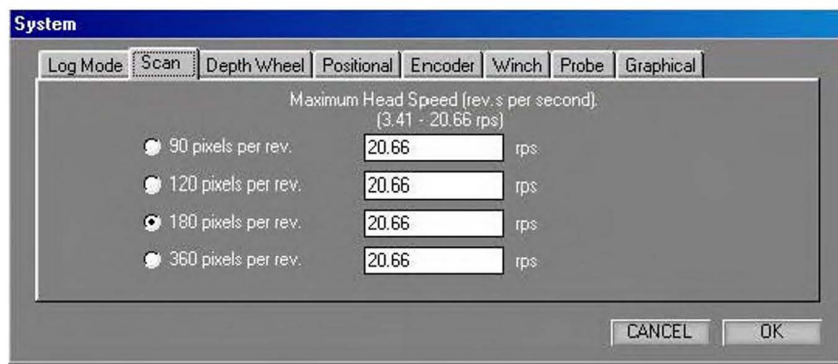 System
Log Mode Scan Depth Wheel Positional Encoder Winch Probe Graphical
Maximum Head Speed (rev.s per second).
(3.41 - 20.66 rps)
90 pixels per rev. 20.66 rps
120 pixels per rev. 20.66 rps
180 pixels per rev. 20.66 rps
360 pixels per rev. 20.66 rps
CANCEL OK